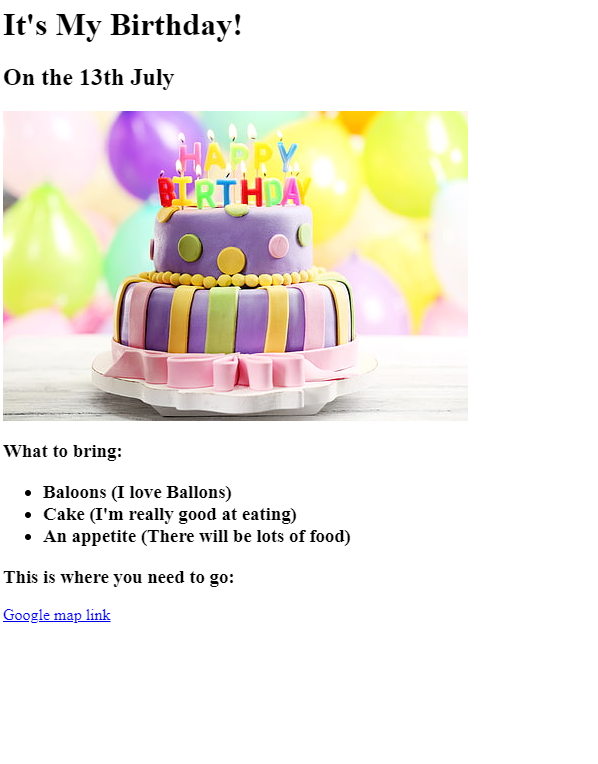 It's My Birthday!
On the 13th July
HAPPY
BIRTHDAY
What to bring:
Baloons (I love Ballons)
Cake (I'm really good at eating)
An appetite (There will be lots of food)
This is where you need to go:
Google map link